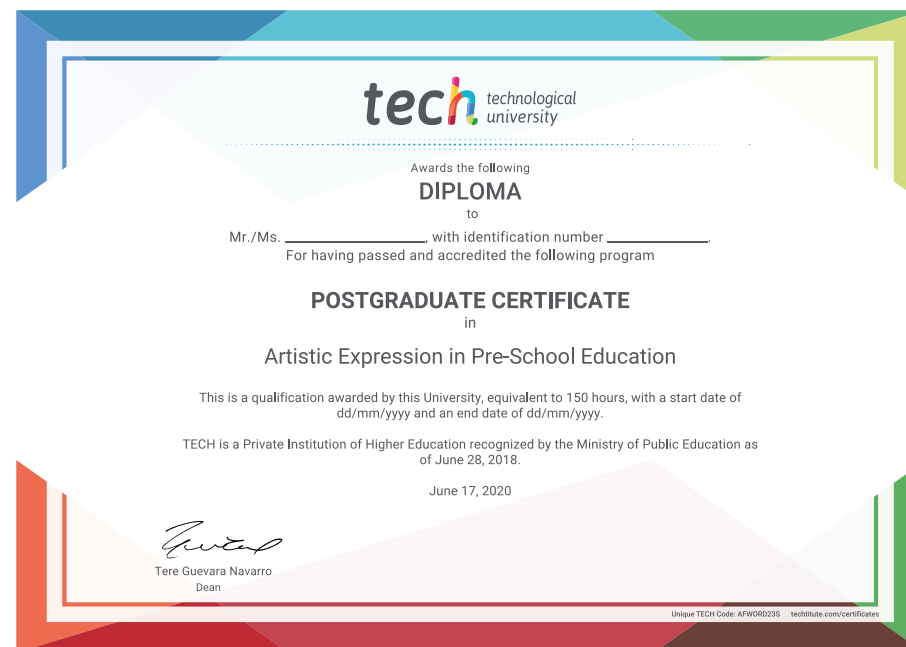 tech technological
university
Awards the following
DIPLOMA
to
Mr./Ms. ____________, with identification number _________.
For having passed and accredited the following program
POSTGRADUATE CERTIFICATE
in
Artistic Expression in Pre-School Education
This is a qualification awarded by this University, equivalent to 150 hours, with a start date of
dd/mm/yyyy and an end date of dd/mm/yyyy.
TECH is a Private Institution of Higher Education recognized by the Ministry of Public Education as
of June 28, 2018.
June 17, 2020
Tere Guevara Navarro
Dean
Unique TECH Code: AFWORD23S techtitute.com/certificates